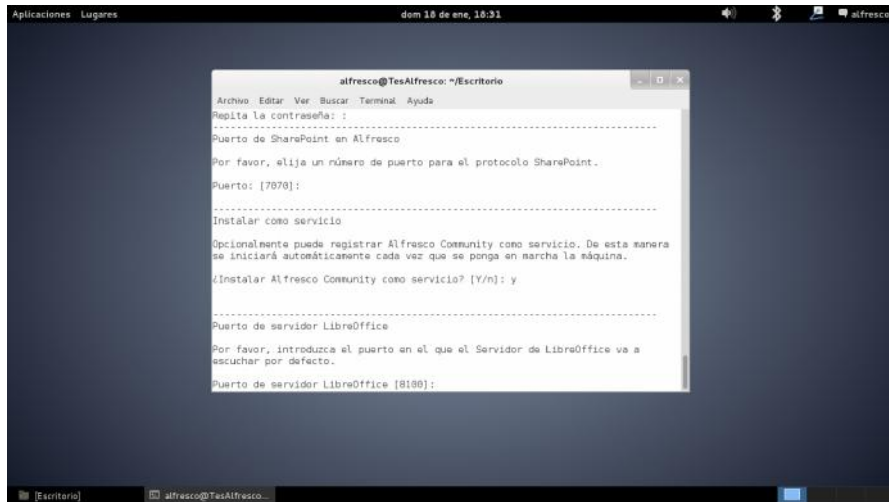 Aplicaciones Lugares dom 18 de ene, 18:31 alfresco
alfresco@TesAlfresco: ~/Escritorio
Archivo Editar Ver Buscar Terminal Ayuda
Repita la contraseña: :
----------------------------------------------------------------------------
Puerto de SharePoint en Alfresco
Por favor, elija un número de puerto para el protocolo SharePoint.
Puerto: [7070]:
----------------------------------------------------------------------------
Instalar como servicio
Opcionalmente puede registrar Alfresco Community como servicio. De esta manera
se iniciará automáticamente cada vez que se ponga en marcha la máquina.
¿Instalar Alfresco Community como servicio? [Y/n]: y
----------------------------------------------------------------------------
Puerto de servidor LibreOffice
Por favor, introduzca el puerto en el que el Servidor de LibreOffice va a
escuchar por defecto.
Puerto de servidor LibreOffice [8100]:
[Escritorio] alfresco@TesAlfresco...